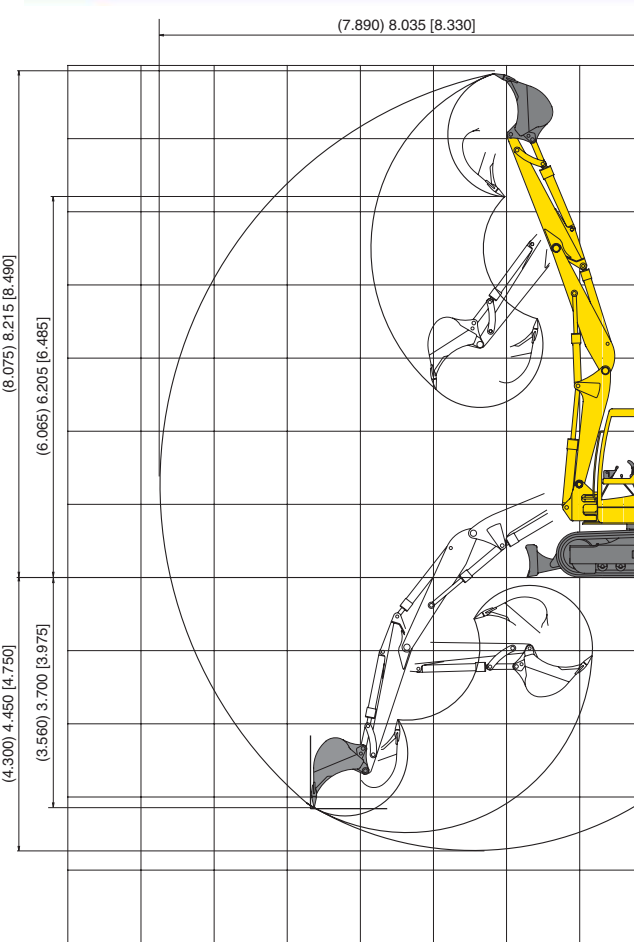 (7.890) 8.035 [8.330]
(8.075) 8.215 [8.490]
(6.065) 6.205 [6.485]
(4.300) 4.450 [4.750]
(3.560) 3.700 [3.975]